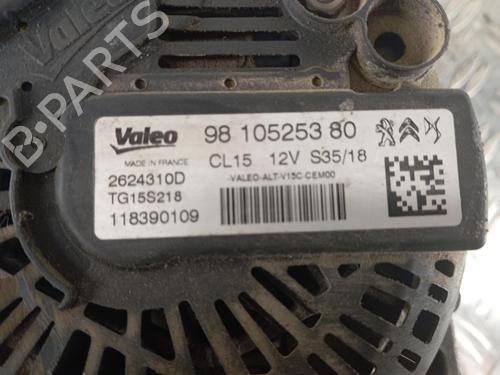 Valeo
B-PARTS
Valeo
98 105253 80
MADE IN FRANCE
CL15 12V S35/18
2624310D
-VALEO-ALT-V15C-CEM00
TG15S218
118390109